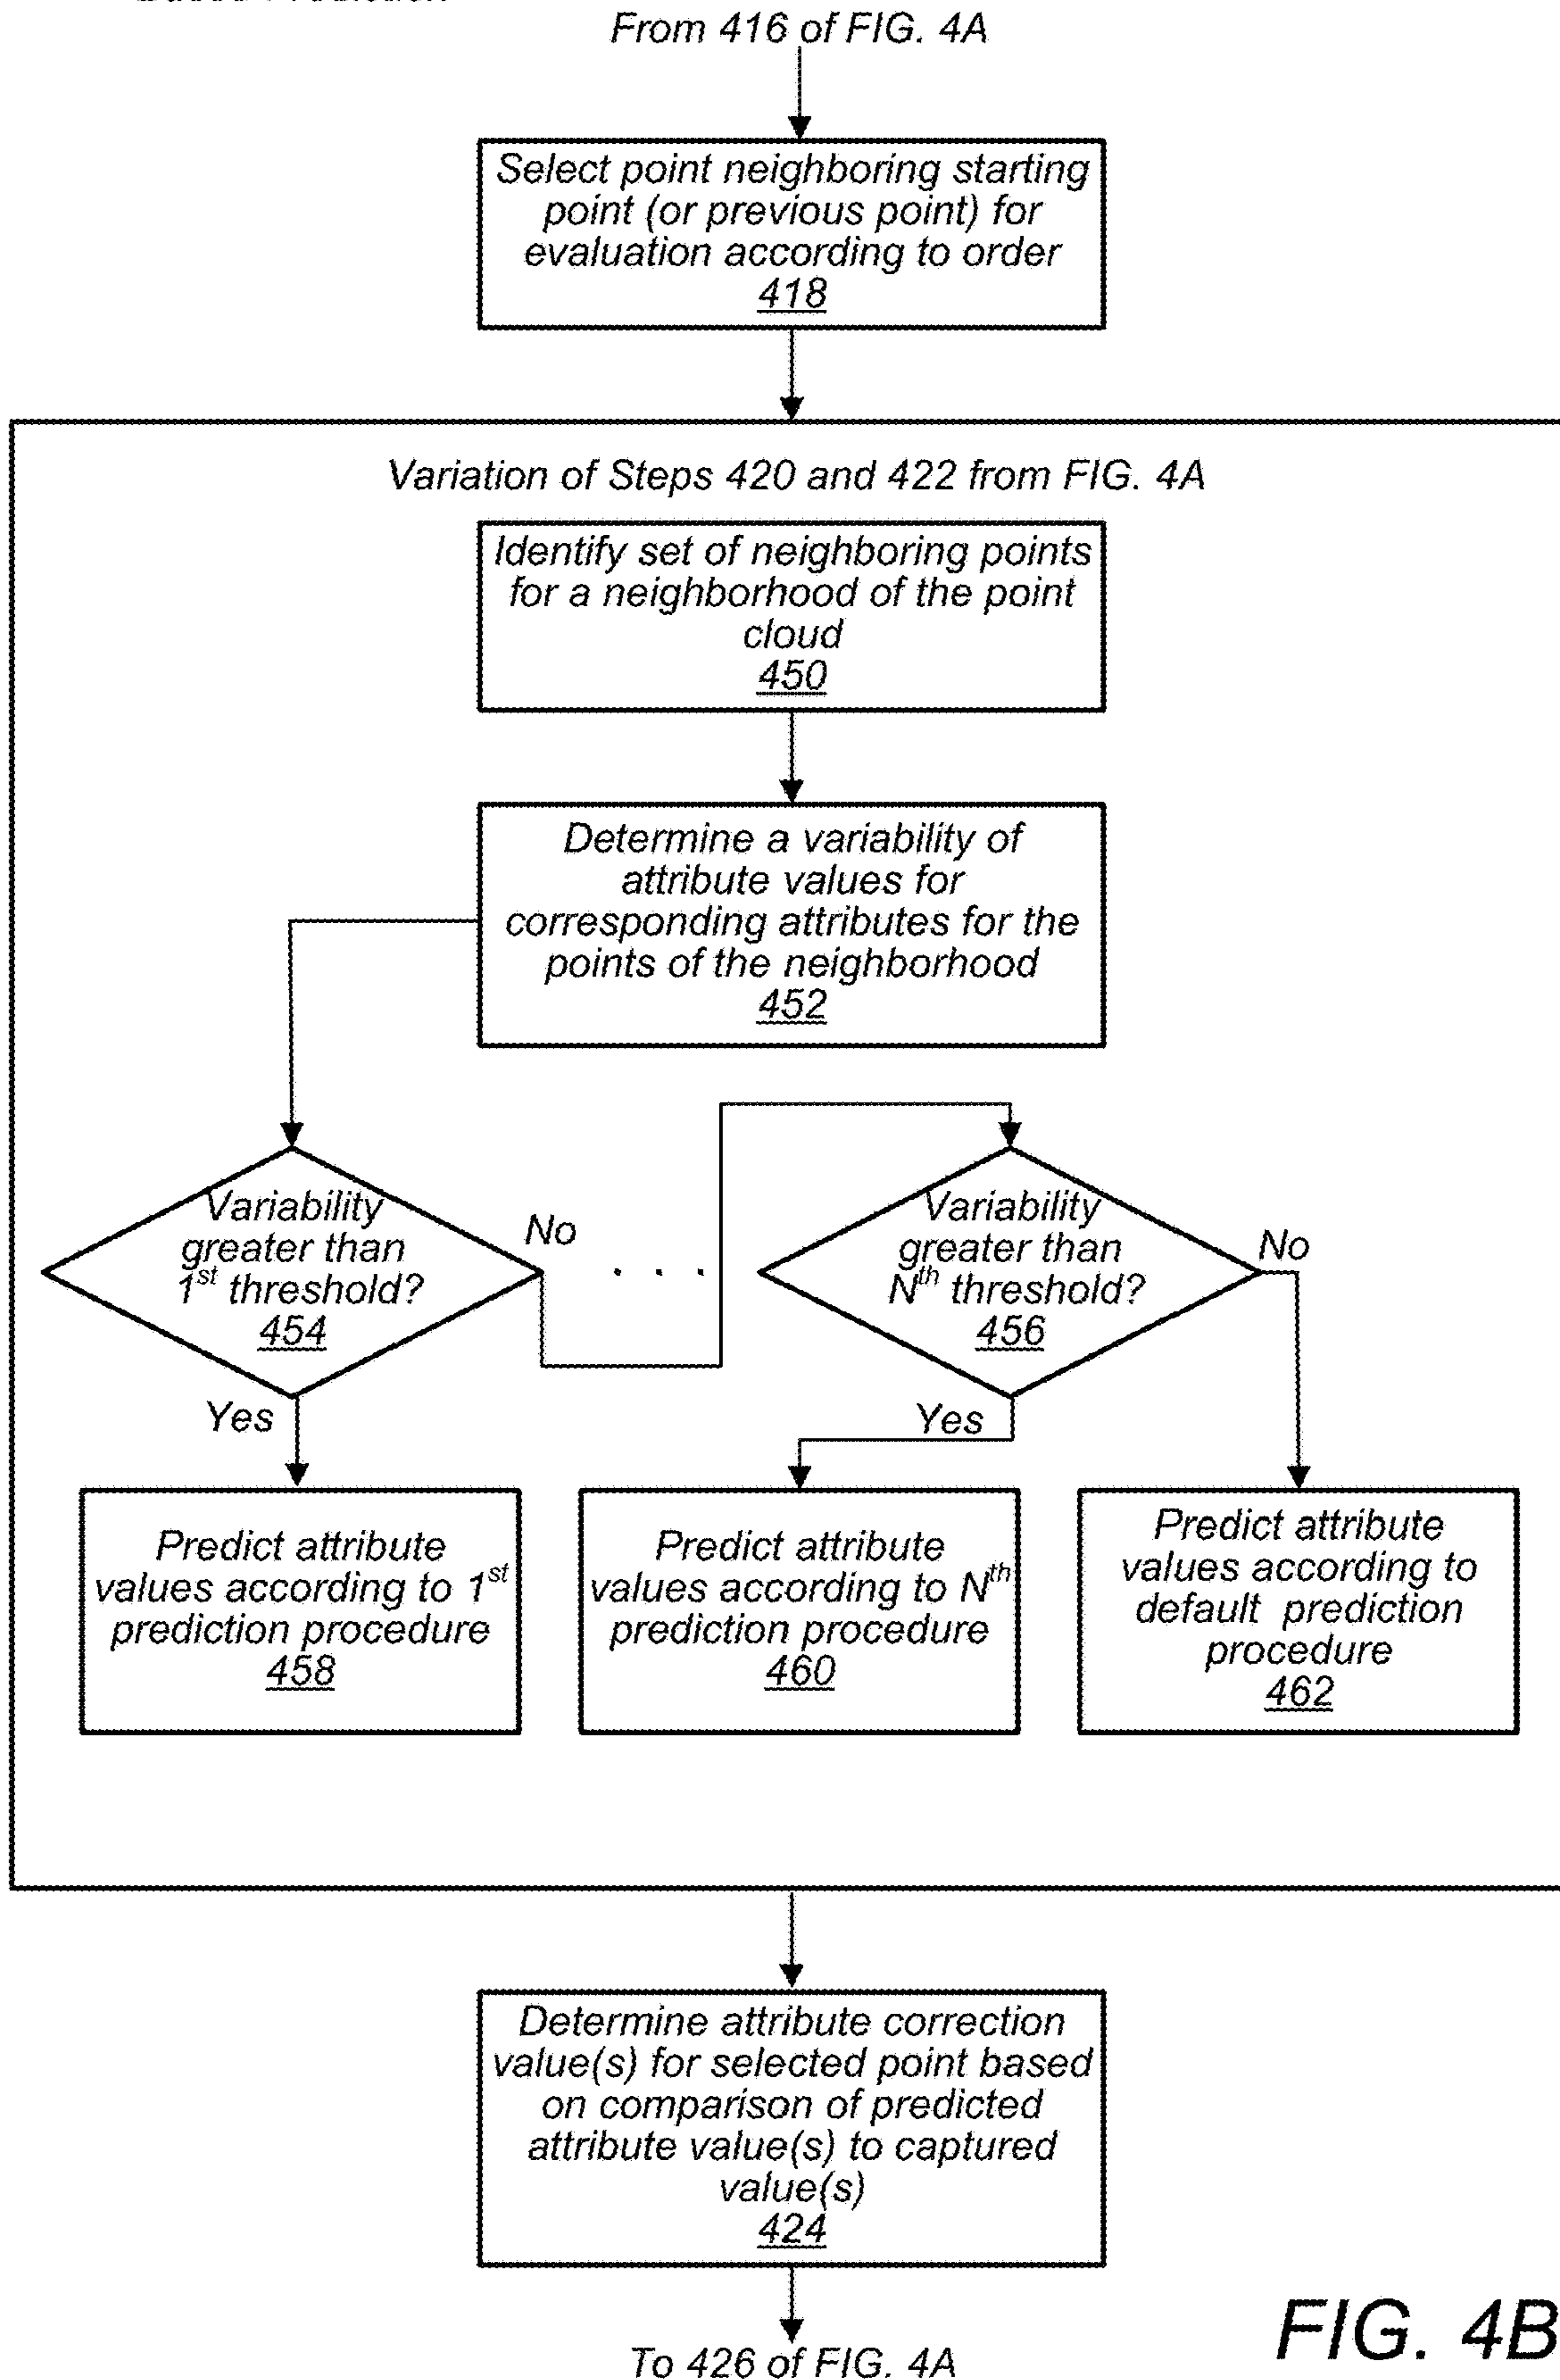 From 416 of FIG. 4A
Select point neighboring starting
point (or previous point) for
evaluation according to order
418
Variation of Steps 420 and 422 from FIG. 4A
Identify set of neighboring points
for a neighborhood of the point
cloud
450
Determine a variability of
attribute values for
corresponding attributes for the
points of the neighborhood
452
Variability
greater than
1st threshold?
454
No
. . .
Variability
greater than
Nth threshold?
456
No
Yes
Yes
Predict attribute
values according to 1st
prediction procedure
458
Predict attribute
values according to Nth
prediction procedure
460
Predict attribute
values according to
default prediction
procedure
462
Determine attribute correction
value(s) for selected point based
on comparison of predicted
attribute value(s) to captured
value(s)
424
To 426 of FIG. 4A
FIG. 4B